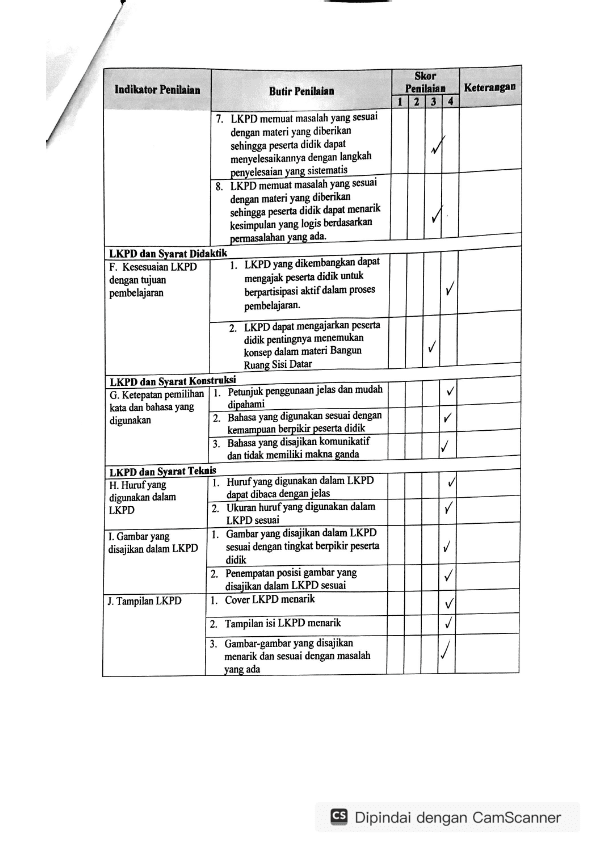 Indikator Penilaian
Butir Penilaian
Skor
Penilaian
1 2 3 4
Keterangan
7. LKPD memuat masalah yang sesuai
dengan materi yang diberikan
sehingga peserta didik dapat
menyelesaikannya dengan langkah
penyelesaian yang sistematis
✓
8. LKPD memuat masalah yang sesuai
dengan materi yang diberikan
sehingga peserta didik dapat menarik
kesimpulan yang logis berdasarkan
permasalahan yang ada.
✓
LKPD dan Syarat Didaktik
F. Kesesuaian LKPD
dengan tujuan
pembelajaran
1. LKPD yang dikembangkan dapat
mengajak peserta didik untuk
berpartisipasi aktif dalam proses
pembelajaran.
✓
2. LKPD dapat mengajarkan peserta
didik pentingnya menemukan
konsep dalam materi Bangun
Ruang Sisi Datar
✓
LKPD dan Syarat Konstruksi
G. Ketepatan pemilihan
kata dan bahasa yang
digunakan
1. Petunjuk penggunaan jelas dan mudah
dipahami
✓
2. Bahasa yang digunakan sesuai dengan
kemampuan berpikir peserta didik
✓
3. Bahasa yang disajikan komunikatif
dan tidak memiliki makna ganda
✓
LKPD dan Syarat Teknis
H. Huruf yang
digunakan dalam
LKPD
1. Huruf yang digunakan dalam LKPD
dapat dibaca dengan jelas
✓
2. Ukuran huruf yang digunakan dalam
LKPD sesuai
✓
I. Gambar yang
disajikan dalam LKPD
1. Gambar yang disajikan dalam LKPD
sesuai dengan tingkat berpikir peserta
didik
✓
2. Penempatan posisi gambar yang
disajikan dalam LKPD sesuai
✓
J. Tampilan LKPD
1. Cover LKPD menarik
✓
2. Tampilan isi LKPD menarik
✓
3. Gambar-gambar yang disajikan
menarik dan sesuai dengan masalah
yang ada
✓
CS Dipindai dengan CamScanner